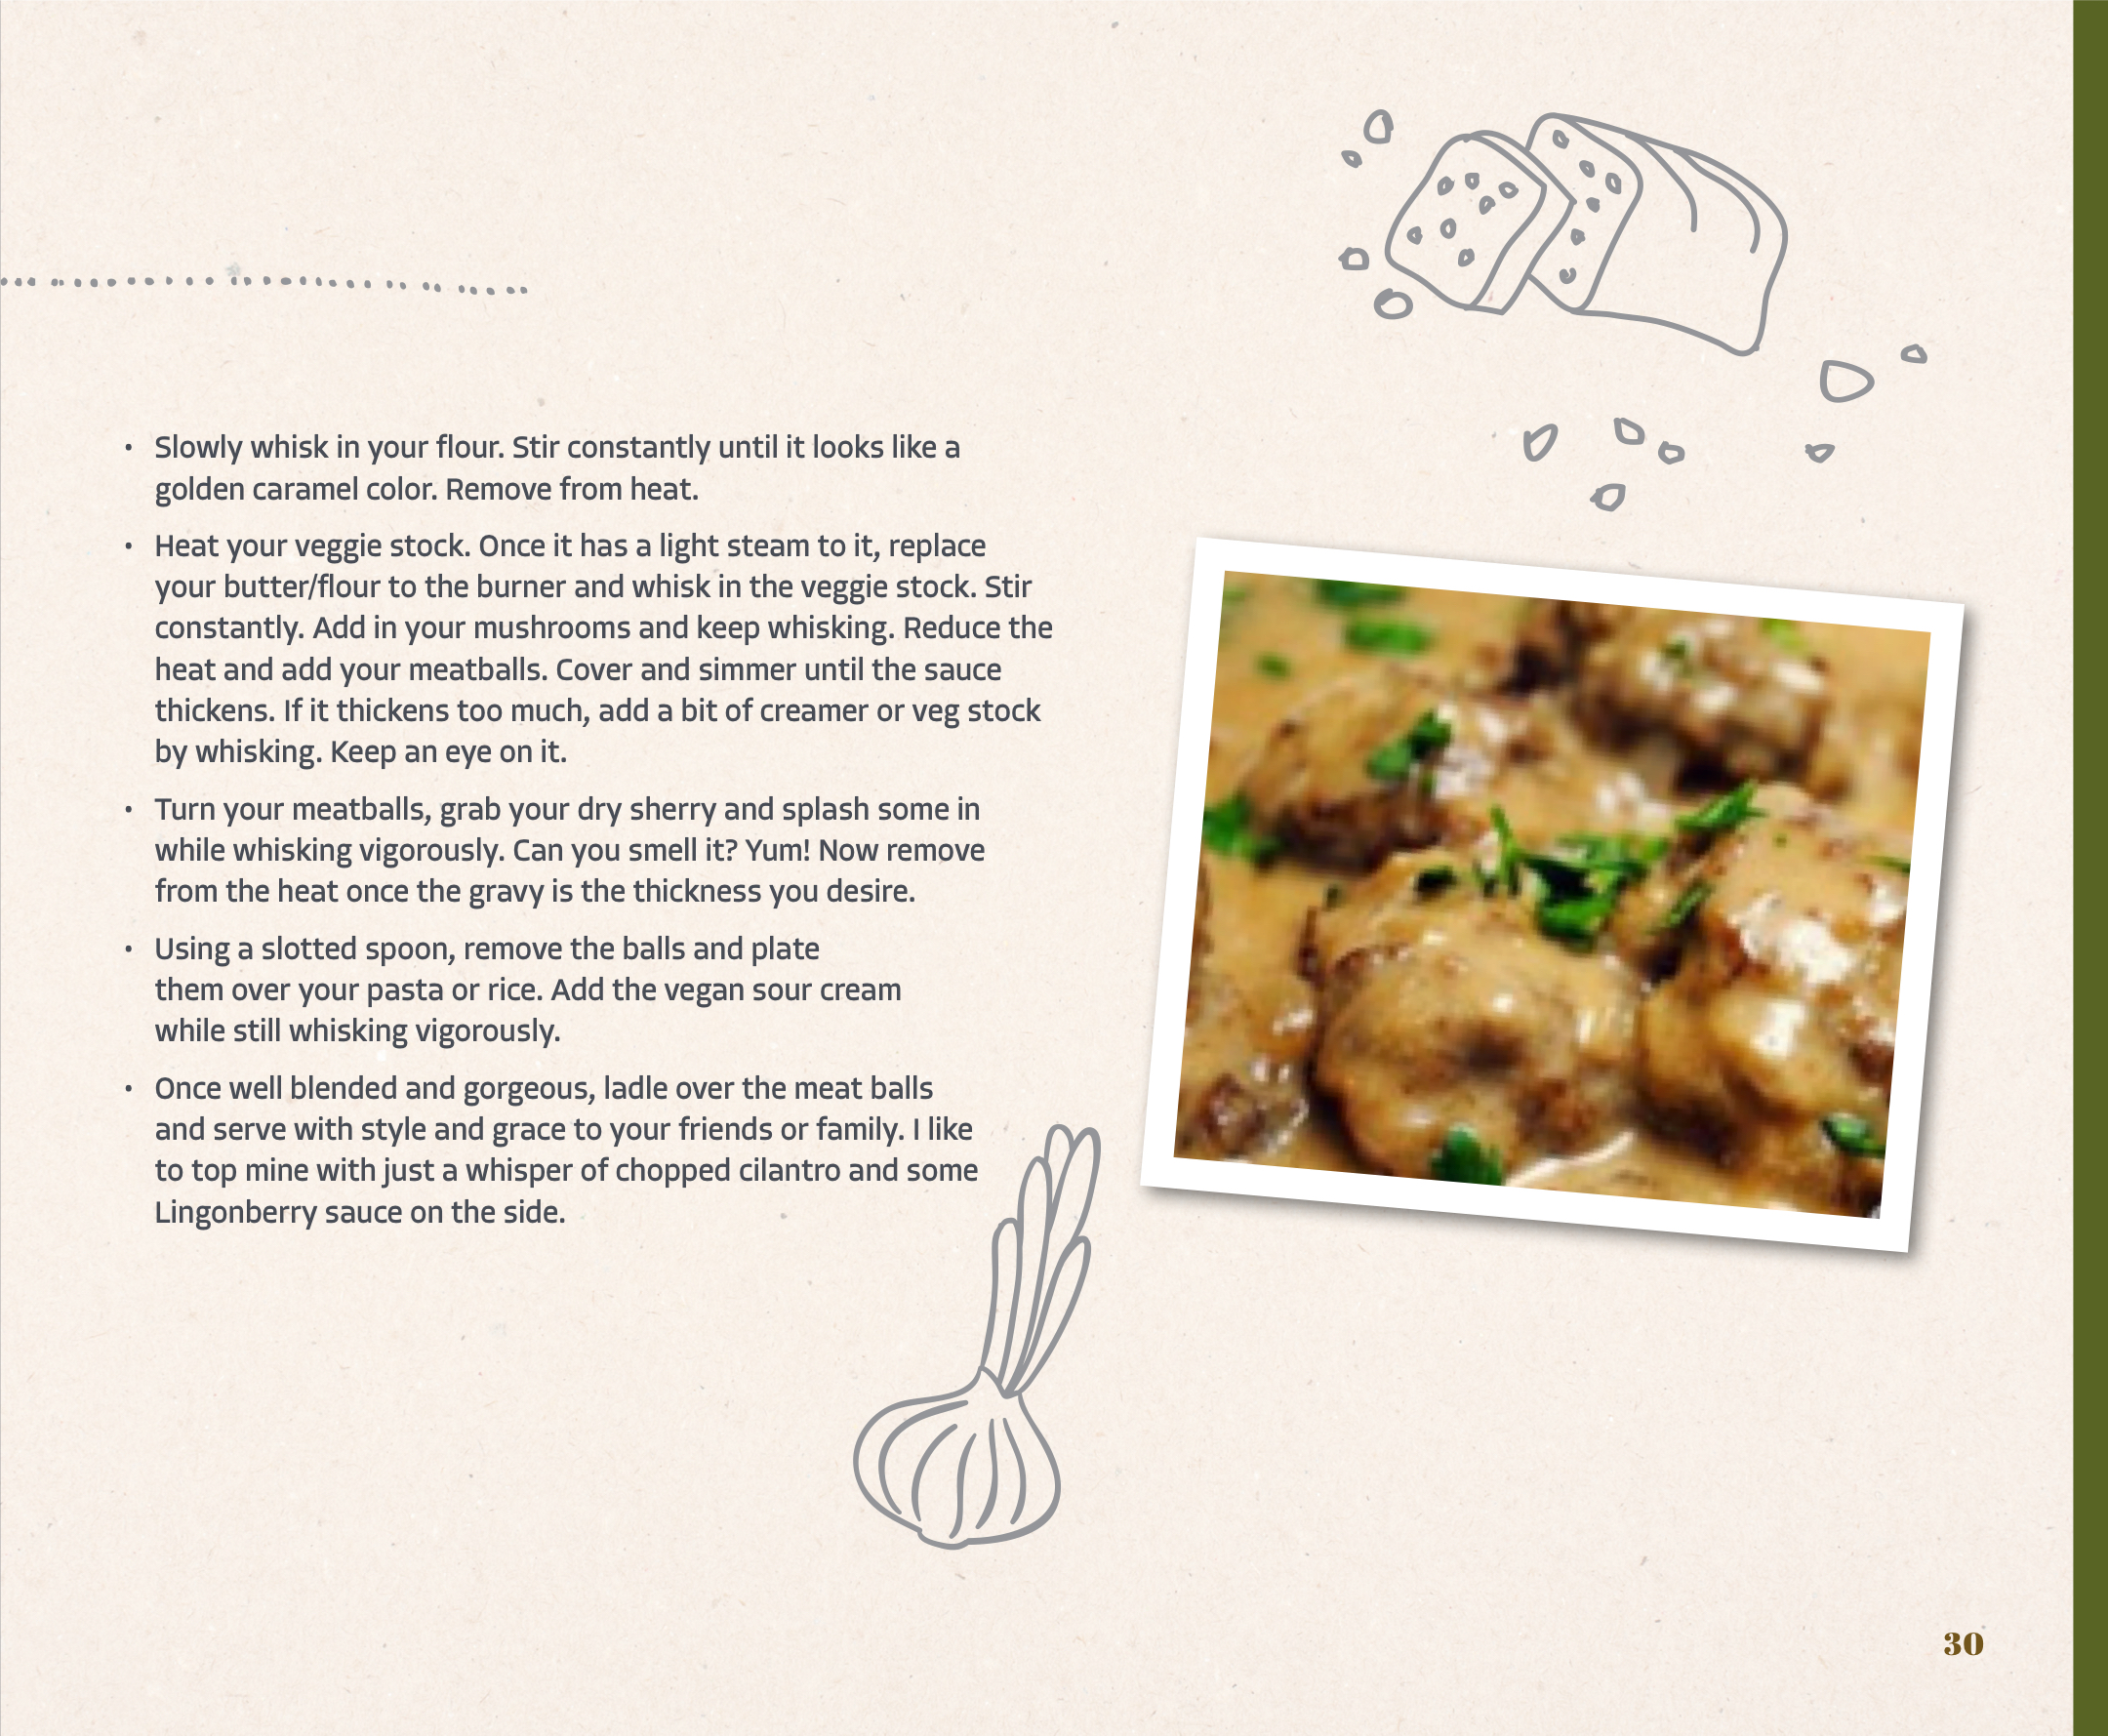 • Slowly whisk in your flour. Stir constantly until it looks like a
golden caramel color. Remove from heat.
• Heat your veggie stock. Once it has a light steam to it, replace
your butter/flour to the burner and whisk in the veggie stock. Stir
constantly. Add in your mushrooms and keep whisking. Reduce the
heat and add your meatballs. Cover and simmer until the sauce
thickens. If it thickens too much, add a bit of creamer or veg stock
by whisking. Keep an eye on it.
• Turn your meatballs, grab your dry sherry and splash some in
while whisking vigorously. Can you smell it? Yum! Now remove
from the heat once the gravy is the thickness you desire.
• Using a slotted spoon, remove the balls and plate
them over your pasta or rice. Add the vegan sour cream
while still whisking vigorously.
• Once well blended and gorgeous, ladle over the meat balls
and serve with style and grace to your friends or family. I like
to top mine with just a whisper of chopped cilantro and some
Lingonberry sauce on the side.
30